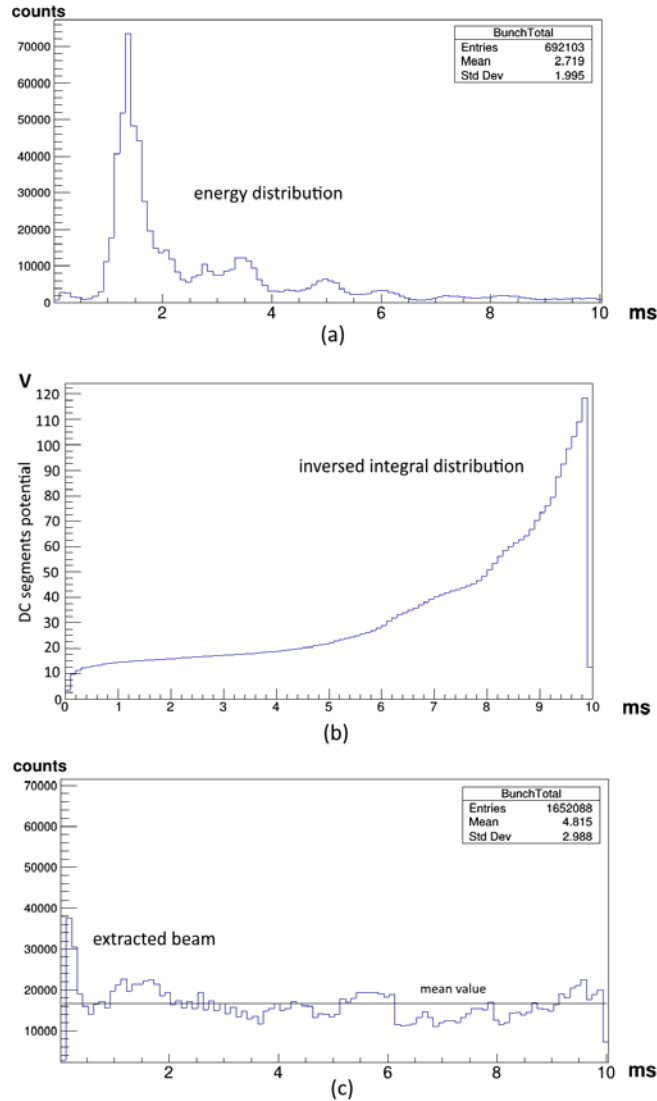 counts
70000
60000
50000
40000
30000
20000
10000
0
BunchTotal
Entries 692103
Mean 2.719
Std Dev 1.995
energy distribution
2 4 6 8 10 ms
(a)
V
120
110
100
90
80
70
60
50
40
30
20
10
0
DC segments potential
inversed integral distribution
0 1 2 3 4 5 6 7 8 9 10 ms
(b)
counts
70000
60000
50000
40000
30000
20000
10000
BunchTotal
Entries 1652088
Mean 4.815
Std Dev 2.988
extracted beam
mean value
2 4 6 8 10 ms
(c)